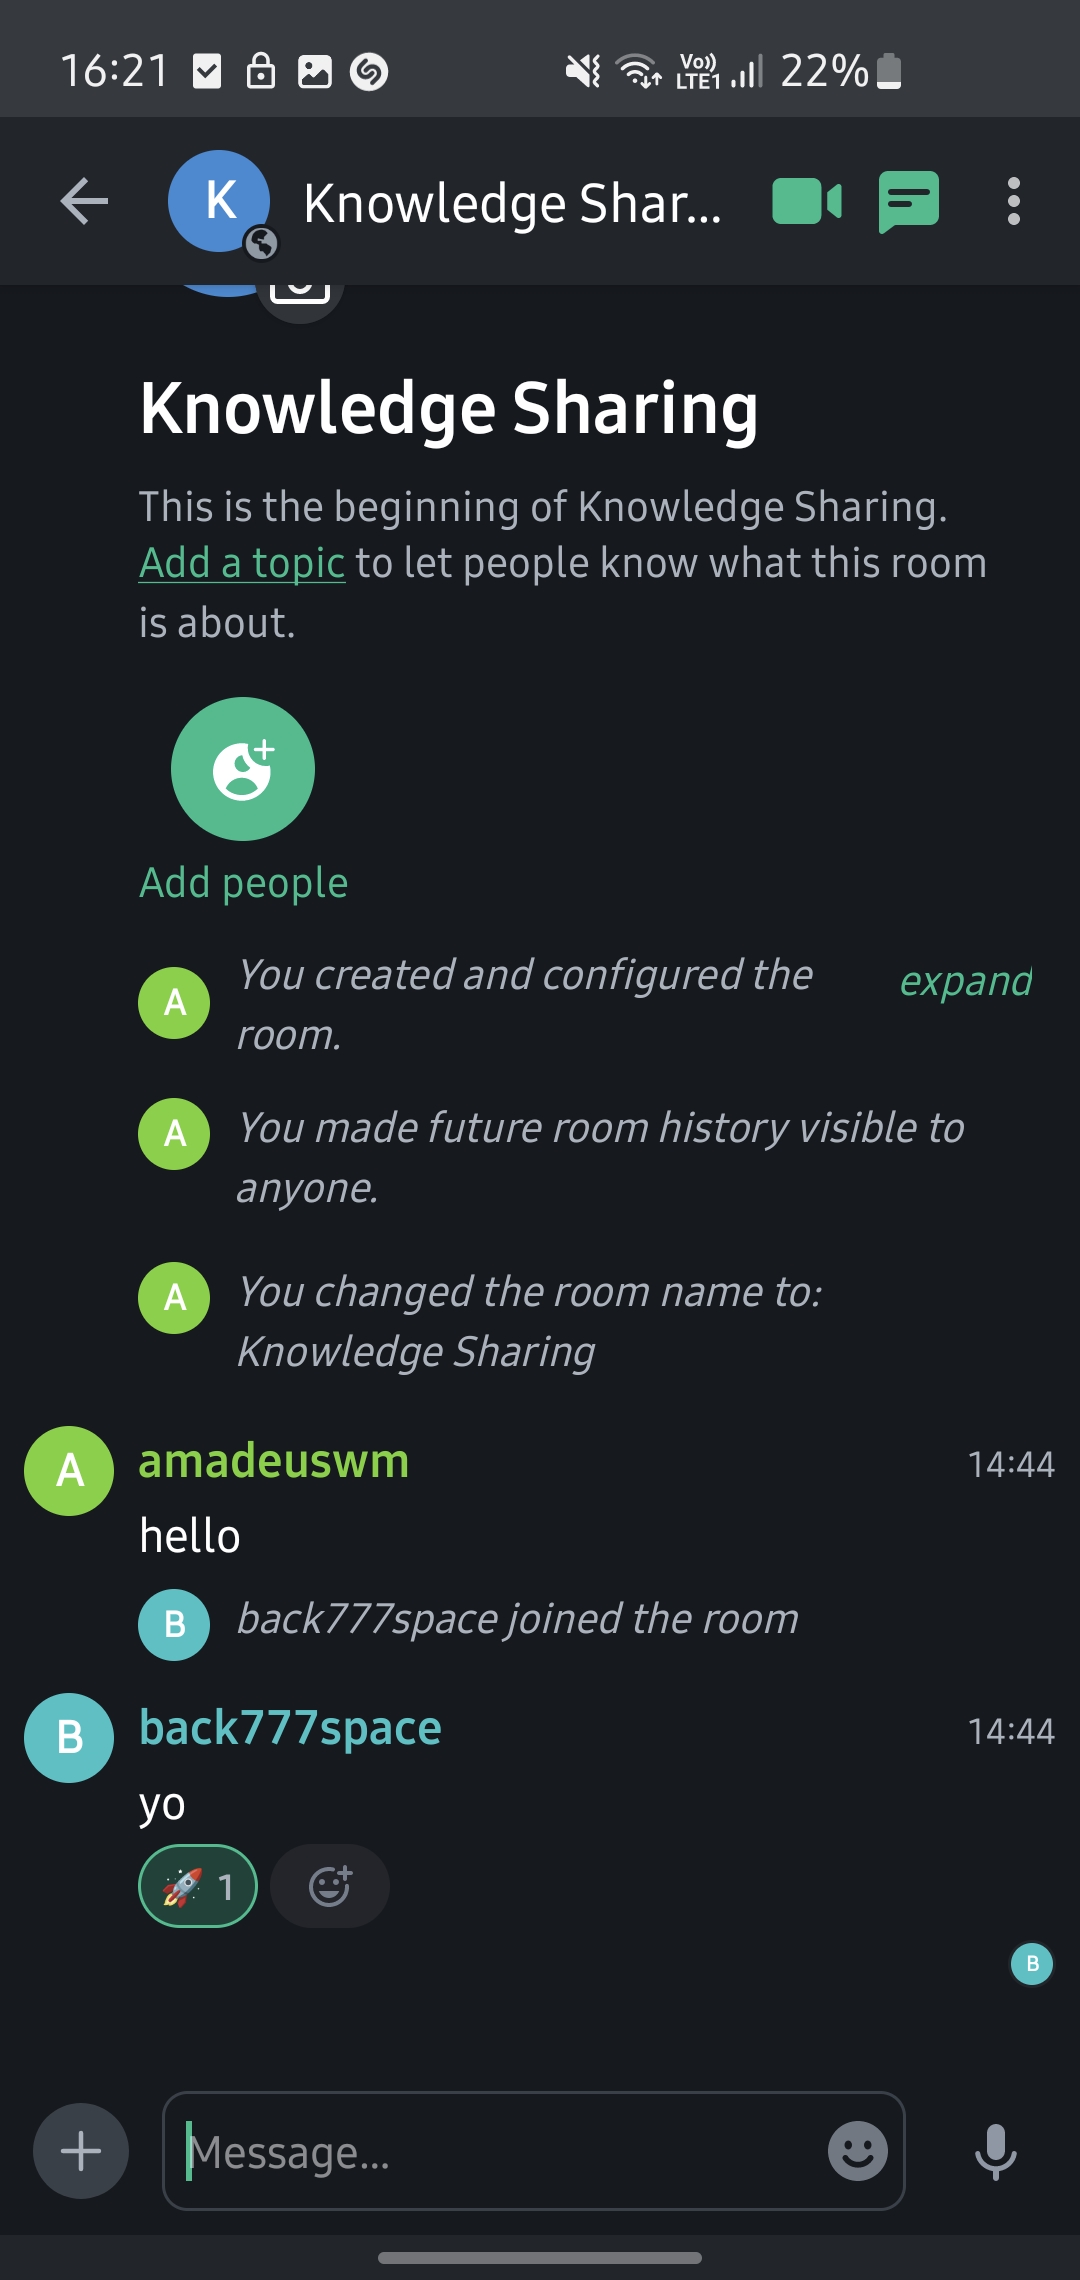 16:21
Vo))
LTE1
22%
K
Knowledge Shar...
Knowledge Sharing
This is the beginning of Knowledge Sharing.
Add a topic to let people know what this room
is about.
Add people
A
You created and configured the
room.
expand
A
You made future room history visible to
anyone.
A
You changed the room name to:
Knowledge Sharing
A
amadeuswm
14:44
hello
B
back777space joined the room
B
back777space
14:44
yo
1
B
Message...